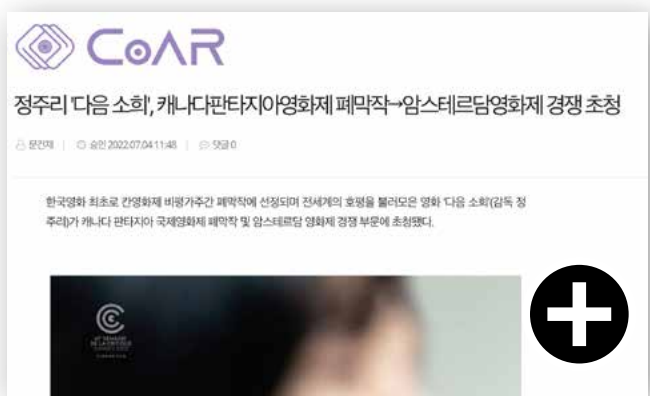 CoAR
정주리 '다음 소희', 캐나다판타지아영화제 폐막작→암스테르담영화제 경쟁 초청
문건재 | 승인 2022.07.04 11:48 | 댓글 0
한국영화 최초로 칸영화제 비평가주간 폐막작에 선정되며 전세계의 호평을 불러모은 영화 '다음 소희'(감독 정
주리)가 캐나다 판타지아 국제영화제 폐막작 및 암스테르담 영화제 경쟁 부문에 초청됐다.
SEMAINE
DE LA CRITIQUE